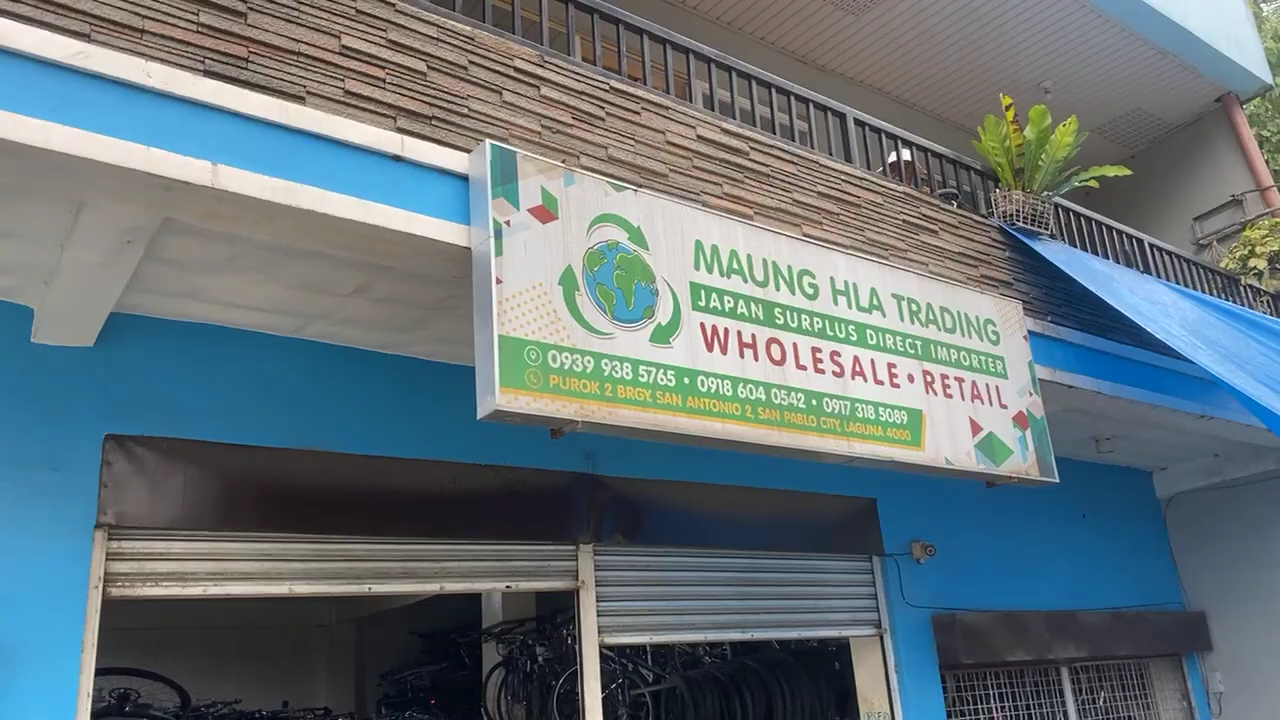 MAUNG HLA TRADING
JAPAN SURPLUS DIRECT IMPORTER
WHOLESALE • RETAIL
0939 938 5765 • 0918 604 0542 • 0917 318 5089
PUROK 2 BRGY. SAN ANTONIO 2, SAN PABLO CITY, LAGUNA 4000